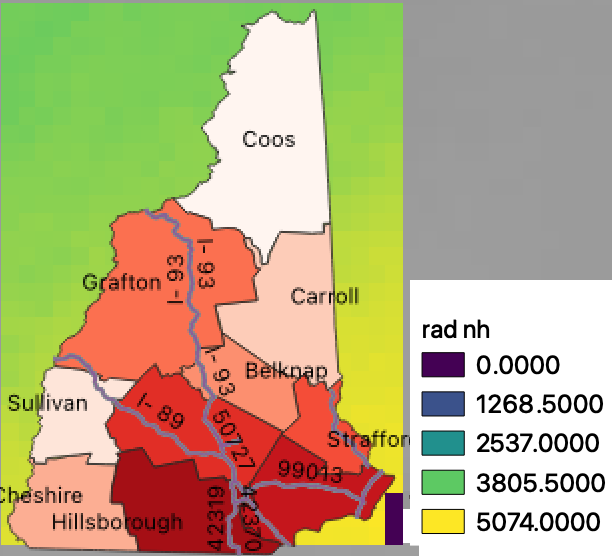 Coos
I- 93
I- 93
Grafton
Carroll
I- 93
Belknap
Sullivan
I- 89
50727
Strafford
99013
Cheshire
Hillsborough
42319
42370
rad nh
0.0000
1268.5000
2537.0000
3805.5000
5074.0000